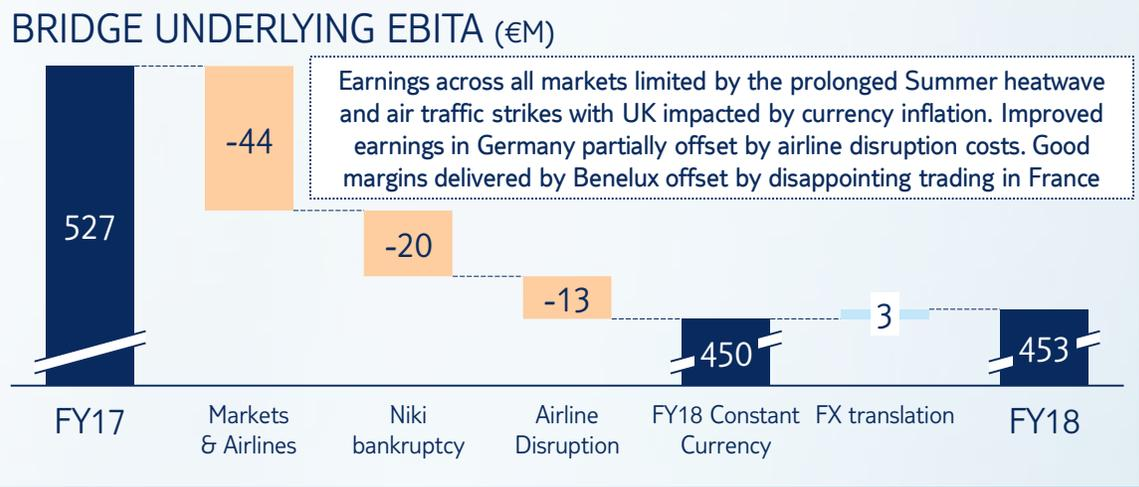 BRIDGE UNDERLYING EBITA (€M)
Earnings across all markets limited by the prolonged Summer heatwave
and air traffic strikes with UK impacted by currency inflation. Improved
earnings in Germany partially offset by airline disruption costs. Good
margins delivered by Benelux offset by disappointing trading in France
527
-44
-20
-13
450
3
453
FY17
Markets
& Airlines
Niki
bankruptcy
Airline
Disruption
FY18 Constant
Currency
FX translation
FY18